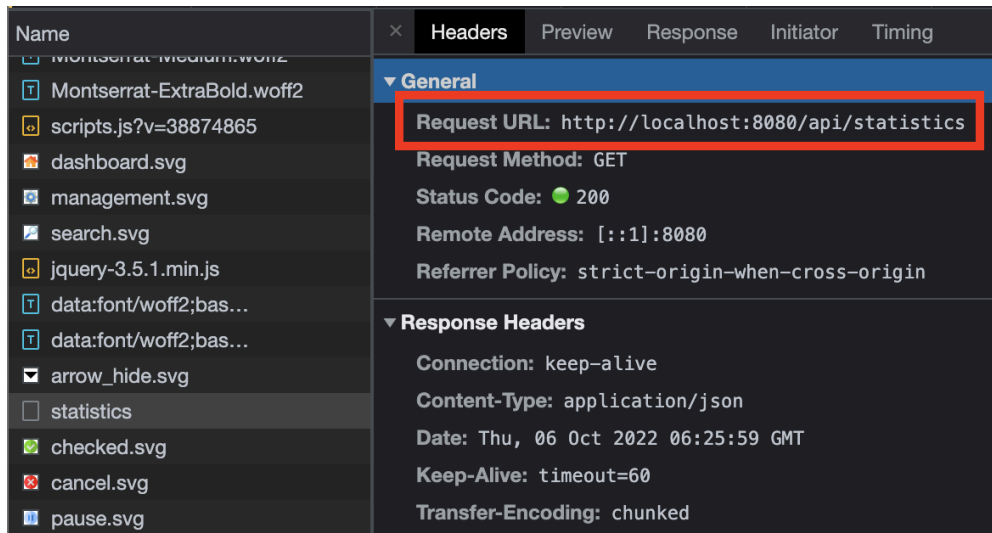 Name
Montserrat-Medium.woff2
Montserrat-ExtraBold.woff2
scripts.js?v=38874865
dashboard.svg
management.svg
search.svg
jquery-3.5.1.min.js
data:font/woff2;bas...
data:font/woff2;bas...
arrow_hide.svg
statistics
checked.svg
cancel.svg
pause.svg
Headers Preview Response Initiator Timing
General
Request URL: http://localhost:8080/api/statistics
Request Method: GET
Status Code: 200
Remote Address: [::1]:8080
Referrer Policy: strict-origin-when-cross-origin
Response Headers
Connection: keep-alive
Content-Type: application/json
Date: Thu, 06 Oct 2022 06:25:59 GMT
Keep-Alive: timeout=60
Transfer-Encoding: chunked